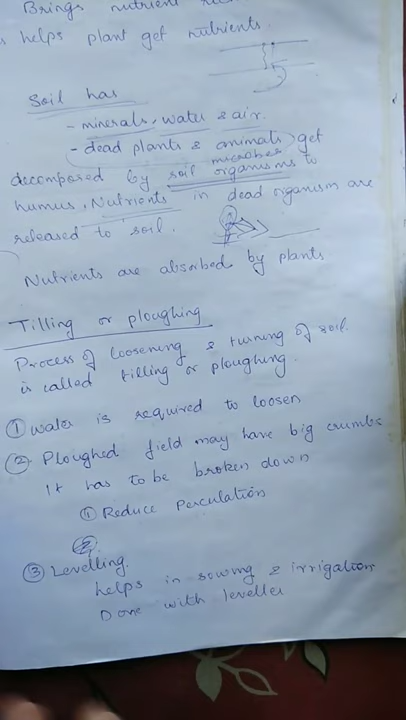 Brings nutrient
helps plant get nutrients.
Soil has
- minerals, water & air.
- dead plants & animals get
microbes
decomposed by soil organisms to
humus, Nutrients in dead organism are
released to soil.
Nutrients are absorbed by plants
Tilling or ploughing
Process of loosening & turning of soil
is called tilling or ploughing.
① Water is required to loosen
② Ploughed field may have big crumbs
It has to be broken down
① Reduce Perculation
②
③ Levelling.
helps in sowing & irrigation
Done with leveller